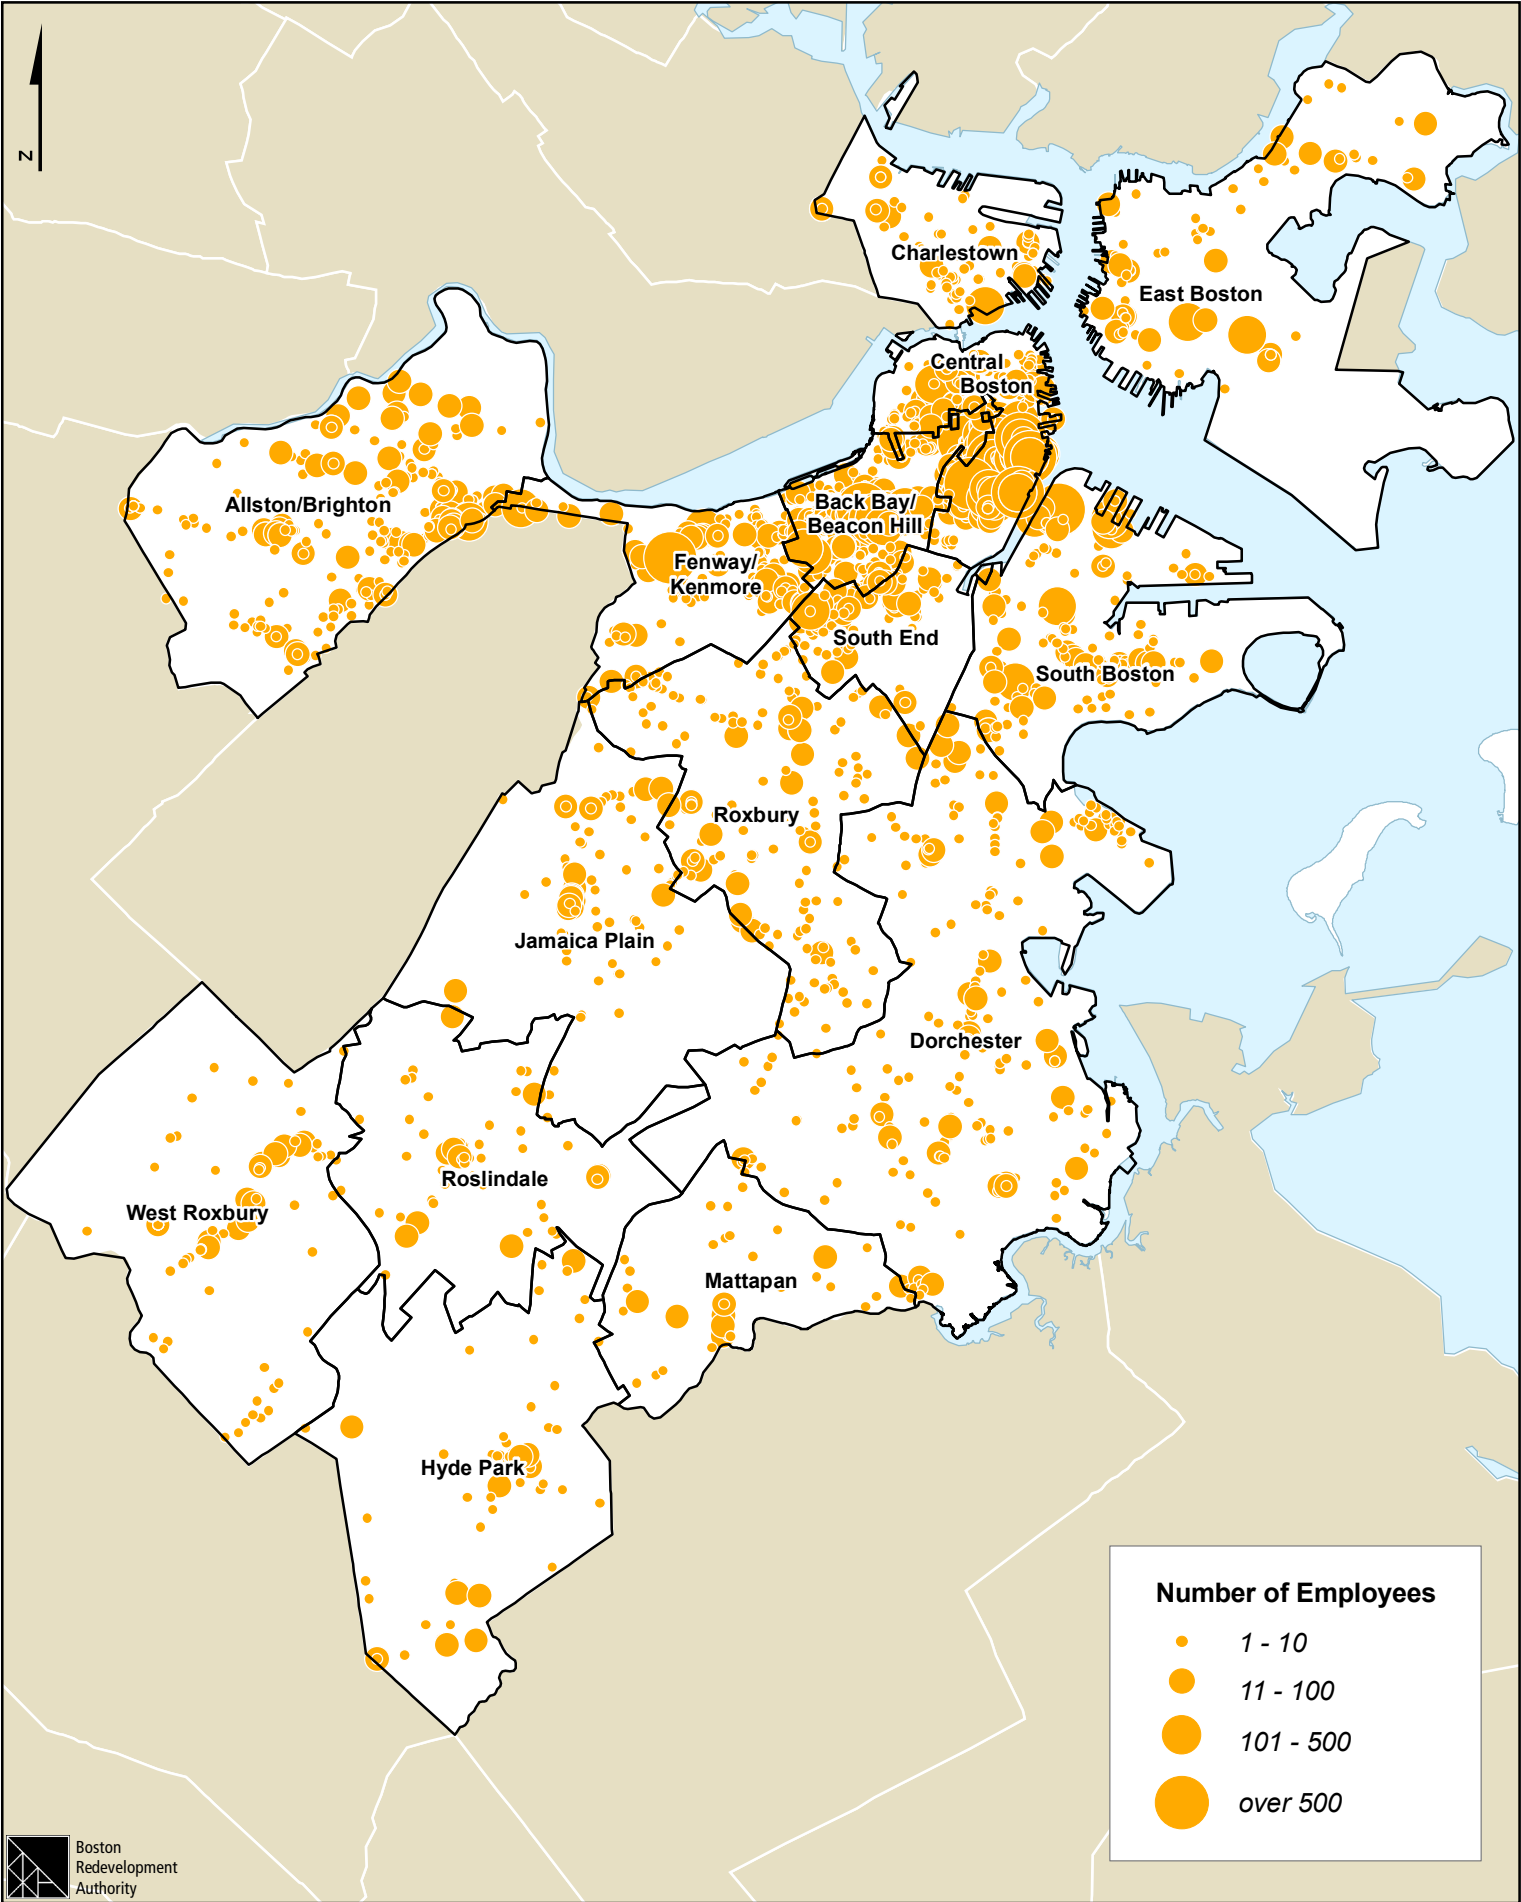 N
Charlestown
East Boston
Central
Boston
Allston/Brighton
Back Bay/
Beacon Hill
Fenway/
Kenmore
South End
South Boston
Roxbury
Jamaica Plain
Dorchester
Roslindale
West Roxbury
Mattapan
Hyde Park
Number of Employees
1 - 10
11 - 100
101 - 500
over 500
Boston
Redevelopment
Authority